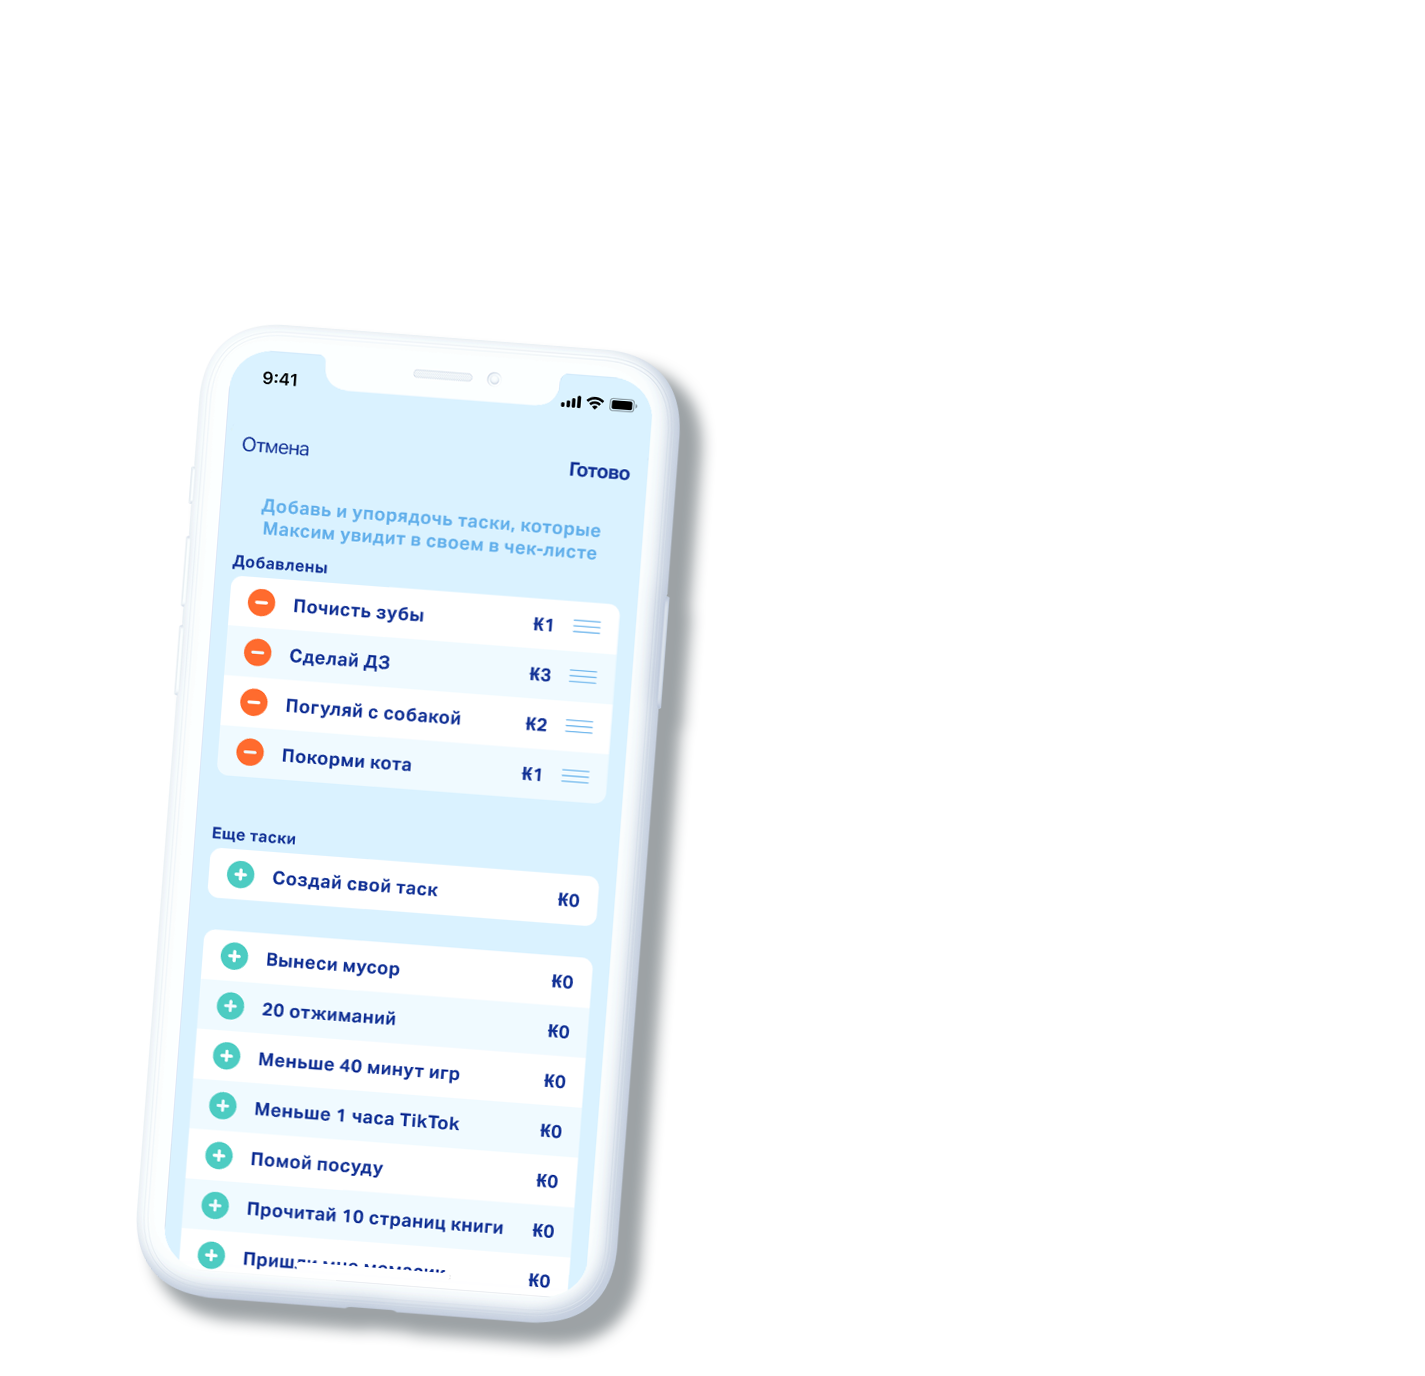 9:41
Отмена
Готово
Добавь и упорядочь таски, которые
Максим увидит в своем в чек-листе
Добавлены
Почисть зубы ₭1
Сделай ДЗ ₭3
Погуляй с собакой ₭2
Покорми кота ₭1
Еще таски
Создай свой таск ₭0
Вынеси мусор ₭0
20 отжиманий ₭0
Меньше 40 минут игр ₭0
Меньше 1 часа TikTok ₭0
Помой посуду ₭0
Прочитай 10 страниц книги ₭0
Пришли мне мемасик ₭0